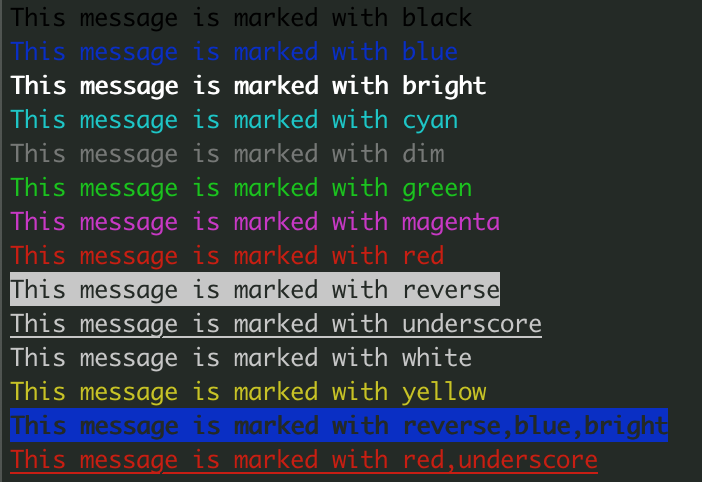 This message is marked with black
This message is marked with blue
This message is marked with bright
This message is marked with cyan
This message is marked with dim
This message is marked with green
This message is marked with magenta
This message is marked with red
This message is marked with reverse
This message is marked with underscore
This message is marked with white
This message is marked with yellow
This message is marked with reverse,blue,bright
This message is marked with red,underscore